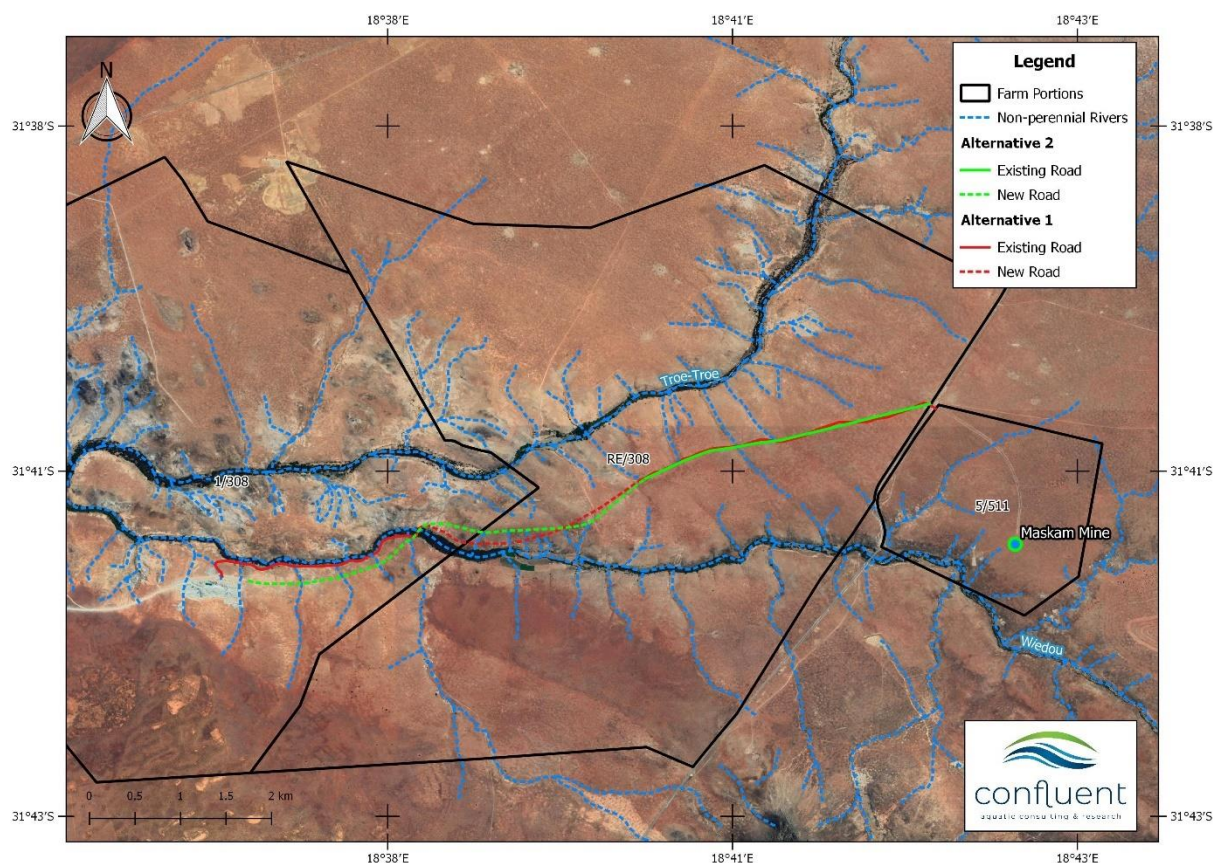 18°38'E
18°41'E
18°43'E
N
Legend
Farm Portions
Non-perennial Rivers
Alternative 2
Existing Road
New Road
Alternative 1
Existing Road
New Road
31°38'S
31°38'S
Troe-Troe
RE/308
31°41'S
31°41'S
1/308
5/511
Maskam Mine
Wiedou
0 0.5 1 1.5 2 km
confluent
aquatic consulting & research
31°43'S
31°43'S
18°38'E
18°41'E
18°43'E